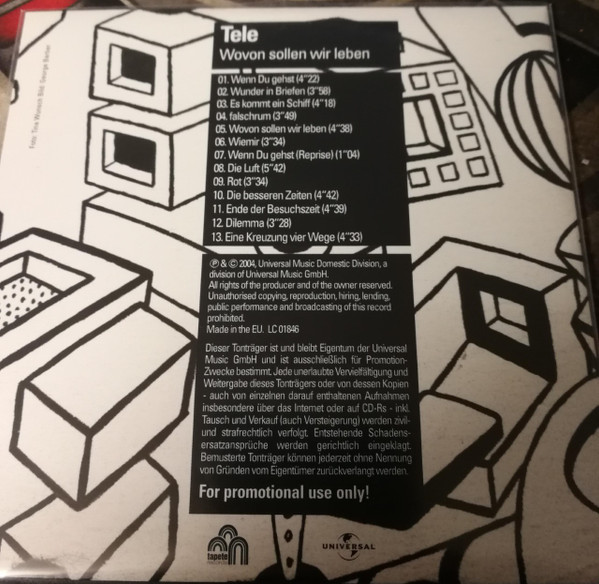 Tele
Wovon sollen wir leben
01. Wenn Du gehst (4"22)
02. Wunder in Briefen (3"58)
03. Es kommt ein Schiff (4"18)
04. falschrum (3"49)
05. Wovon sollen wir leben (4"38)
06. Wiemir (3"34)
07. Wenn Du gehst (Reprise) (1"04)
08. Die Luft (5"42)
09. Rot (3"34)
10. Die besseren Zeiten (4"42)
11. Ende der Besuchszeit (4"39)
12. Dilemma (3"28)
13. Eine Kreuzung vier Wege (4"33)
℗ & © 2004, Universal Music Domestic Division, a
division of Universal Music GmbH.
All rights of the producer and of the owner reserved.
Unauthorised copying, reproduction, hiring, lending,
public performance and broadcasting of this record
prohibited.
Made in the EU. LC 01846
Dieser Tonträger ist und bleibt Eigentum der Universal
Music GmbH und ist ausschließlich für Promotion-
Zwecke bestimmt. Jede unerlaubte Vervielfältigung und
Weitergabe dieses Tonträgers oder von dessen Kopien
- auch von einzelnen darauf enthaltenen Aufnahmen
insbesondere über das Internet oder auf CD-Rs - inkl.
Tausch und Verkauf (auch Versteigerung) werden zivil-
und strafrechtlich verfolgt. Entstehende Schadens-
ersatzansprüche werden gerichtlich eingeklagt.
Bemusterte Tonträger können jederzeit ohne Nennung
von Gründen vom Eigentümer zurückverlangt werden.
For promotional use only!
tapete
UNIVERSAL